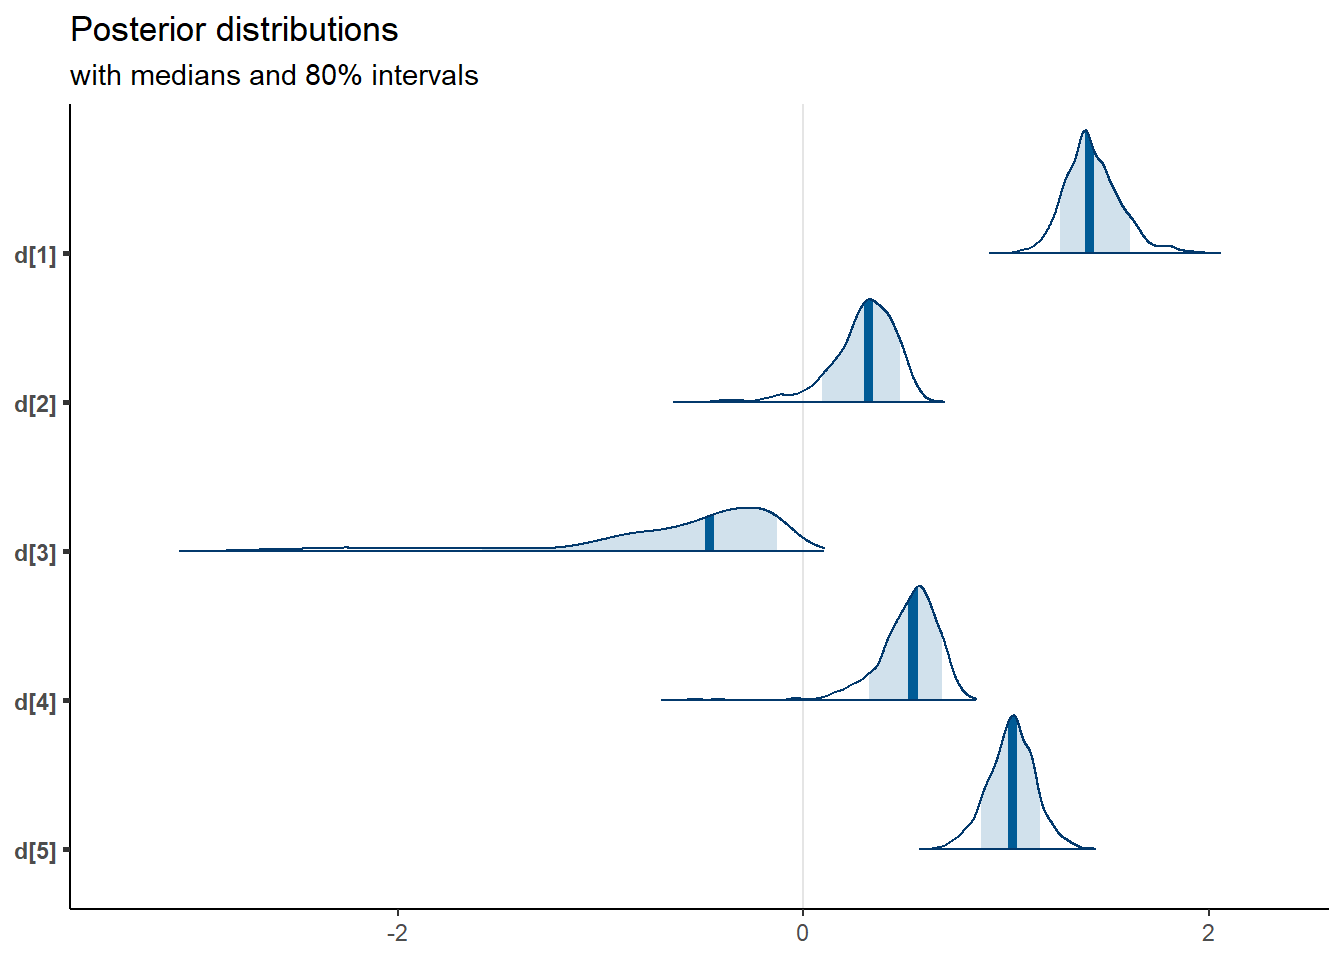 Posterior distributions
with medians and 80% intervals
d[1]
d[2]
d[3]
d[4]
d[5]
-2 0 2